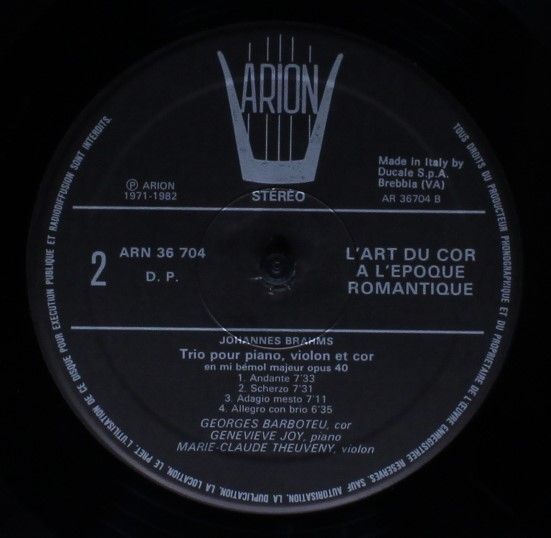 ARION
STÉRÉO
Ⓟ ARION
1971-1982
Made in Italy by
Ducale S.p.A.
Brebbia (VA)
AR 36704 B
2
ARN 36 704
D. P.
L'ART DU COR
A L'EPOQUE
ROMANTIQUE
JOHANNES BRAHMS
Trio pour piano, violon et cor
en mi bémol majeur opus 40
1. Andante 7'33
2. Scherzo 7'31
3. Adagio mesto 7'11
4. Allegro con brio 6'35
GEORGES BARBOTEU, cor
GENEVIEVE JOY, piano
MARIE-CLAUDE THEUVENY, violon
TOUS DROITS DU PRODUCTEUR PHONOGRAPHIQUE ET DU PROPRIETAIRE DE L'ŒUVRE ENREGISTREE RESERVES. SAUF AUTORISATION, LA DUPLICATION, LA LOCATION, LE PRET, L'UTILISATION DE CE DISQUE POUR EXECUTION PUBLIQUE ET RADIODIFFUSION SONT INTERDITS.